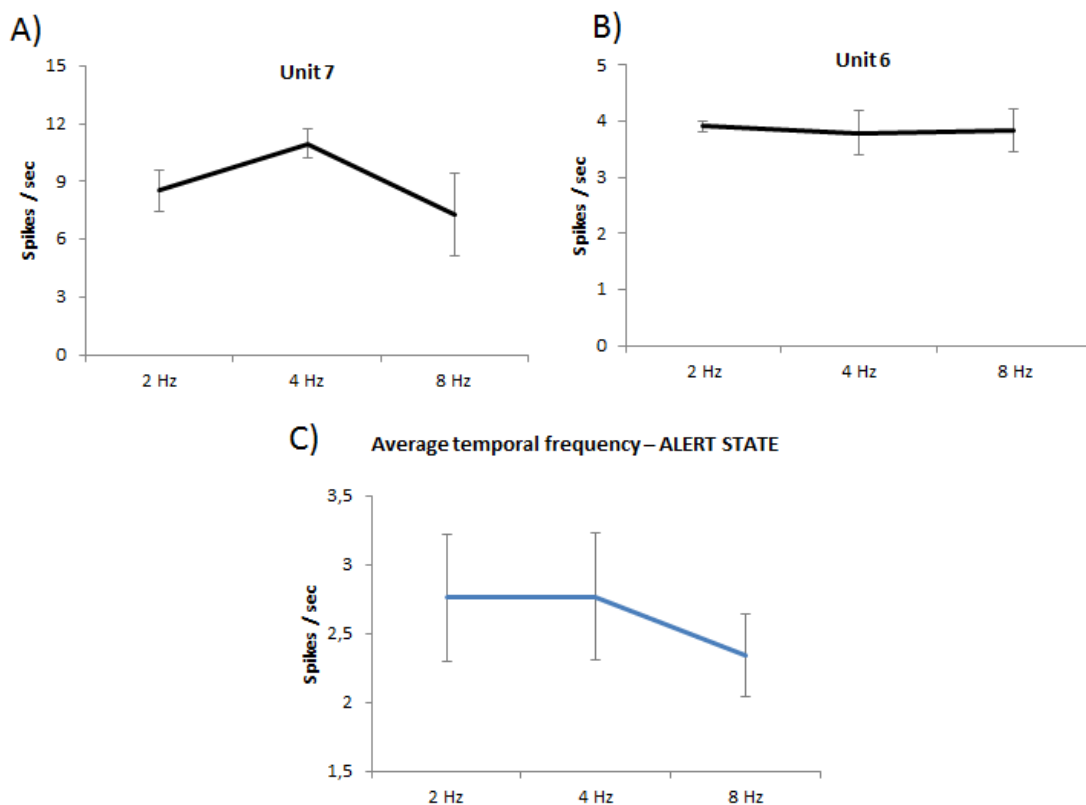 A)
Unit 7
Spikes / sec
15
12
9
6
3
0
2 Hz
4 Hz
8 Hz
B)
Unit 6
Spikes / sec
5
4
3
2
1
0
2 Hz
4 Hz
8 Hz
C)
Average temporal frequency – ALERT STATE
Spikes / sec
3,5
3
2,5
2
1,5
2 Hz
4 Hz
8 Hz